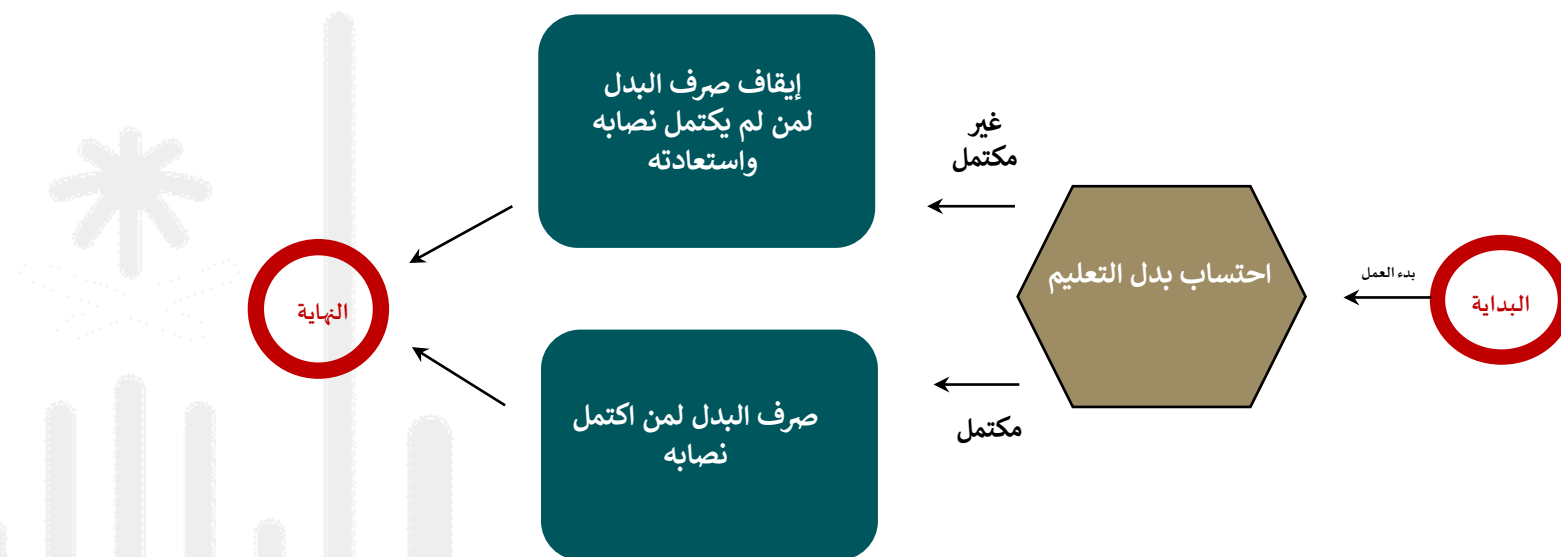 البداية
بدء العمل
احتساب بدل التعليم
غير
مكتمل
إيقاف صرف البدل
لمن لم يكتمل نصابه
واستعادته
مكتمل
صرف البدل لمن اكتمل
نصابه
النهاية